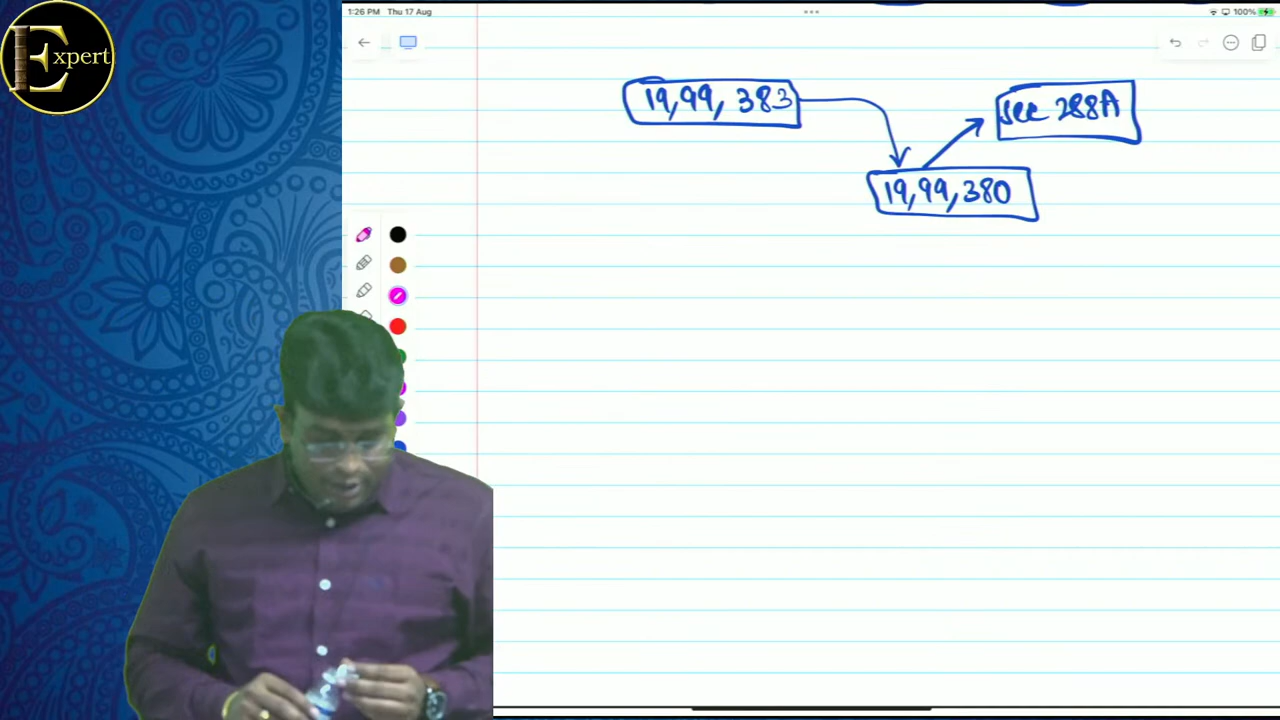 Expert
1:26 PM Thu 17 Aug
100%
19,99,383
Sec 288A
19,99,380